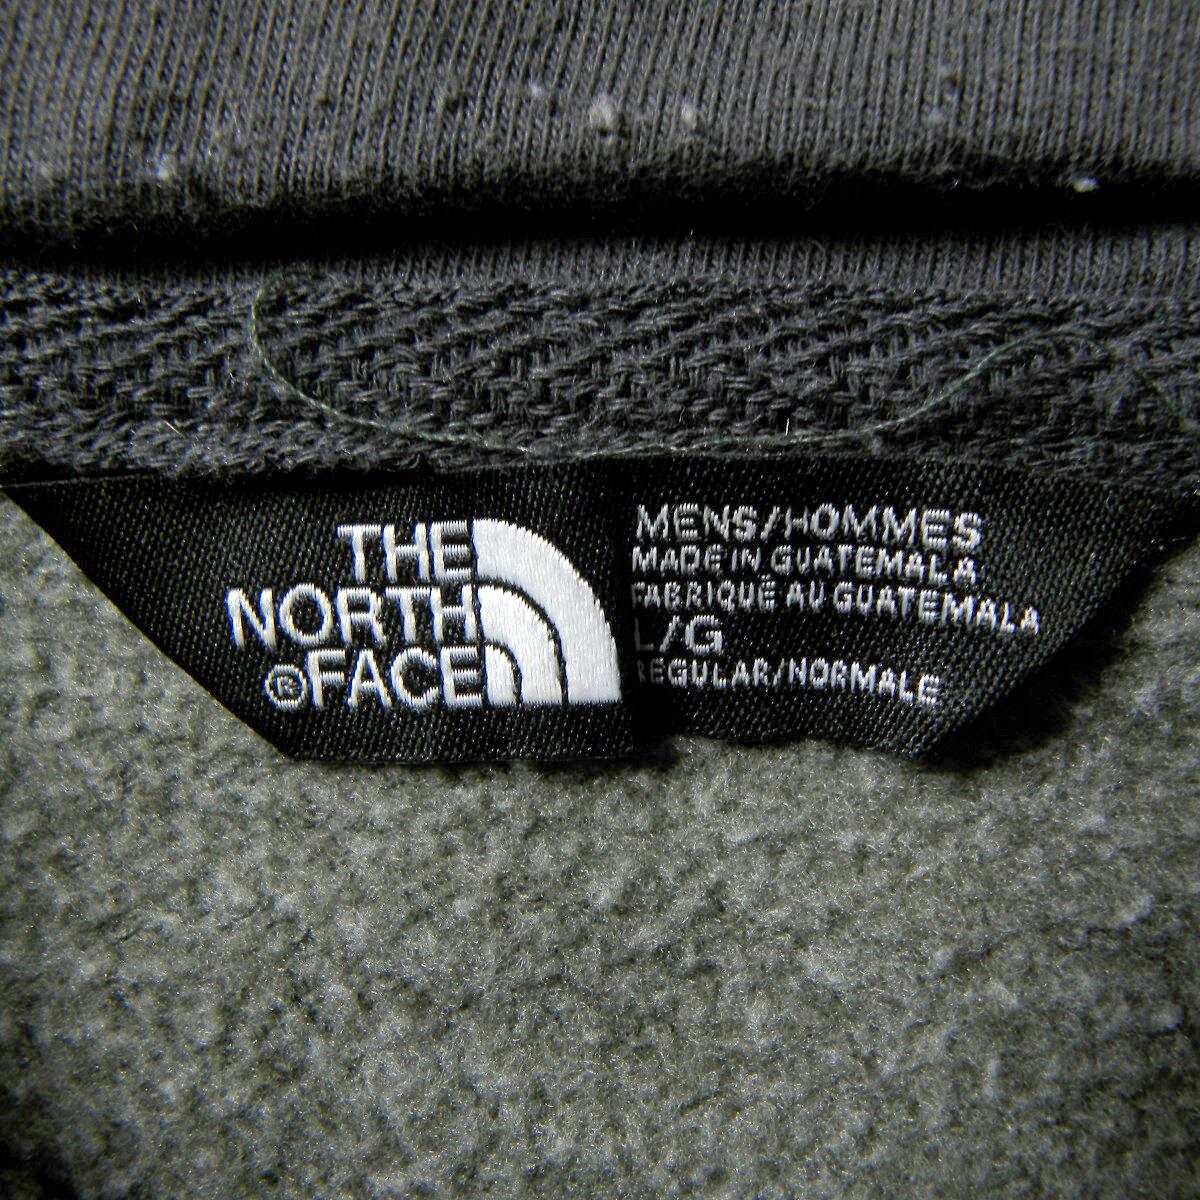 THE
NORTH
®FACE
MENS/HOMMES
MADE IN GUATEMALA
FABRIQUÉ AU GUATEMALA
L/G
REGULAR/NORMALE